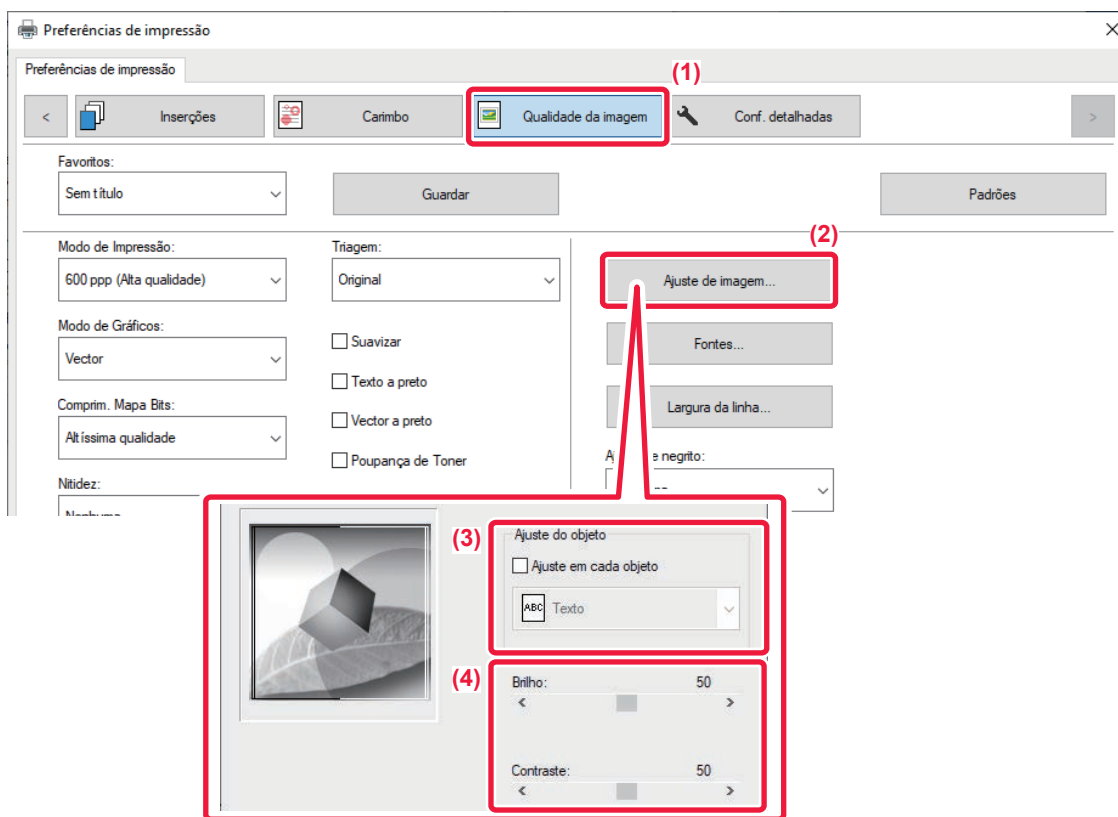 Preferências de impressão
Preferências de impressão
(1)
<
Inserções
Carimbo
Qualidade da imagem
Conf. detalhadas
>
Favoritos:
Sem título
Guardar
Padrões
(2)
Modo de Impressão:
Triagem:
600 ppp (Alta qualidade)
Original
Ajuste de imagem...
Modo de Gráficos:
Vector
Suavizar
Fontes...
Texto a preto
Comprim. Mapa Bits:
Altíssima qualidade
Vector a preto
Largura da linha...
Poupança de Toner
negrito:
Nitidez:
(3)
Ajuste do objeto
Ajuste em cada objeto
ABC Texto
(4)
Brilho: 50
< >
Contraste: 50
< >